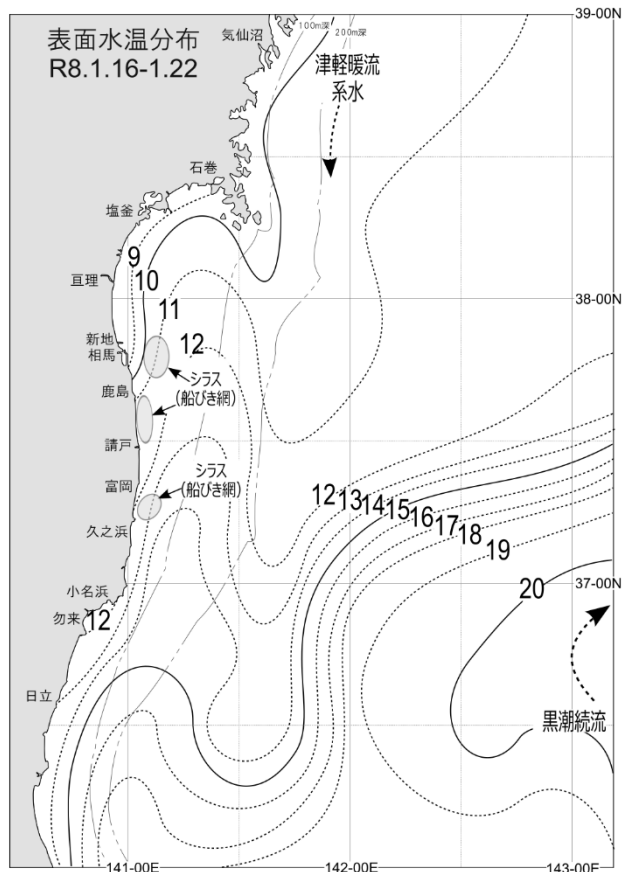 表面水温分布
R8.1.16-1.22
気仙沼
100m深
200m深
39-00N
津軽暖流
系水
石巻
塩釜
9
亘理
10
38-00N
11
新地
相馬
12
シラス
(船びき網)
鹿島
請戸
シラス
(船びき網)
富岡
久之浜
12
13
14
15
16
17
18
19
小名浜
37-00N
20
勿来
12
日立
黒潮続流
141-00E
142-00E
143-00E